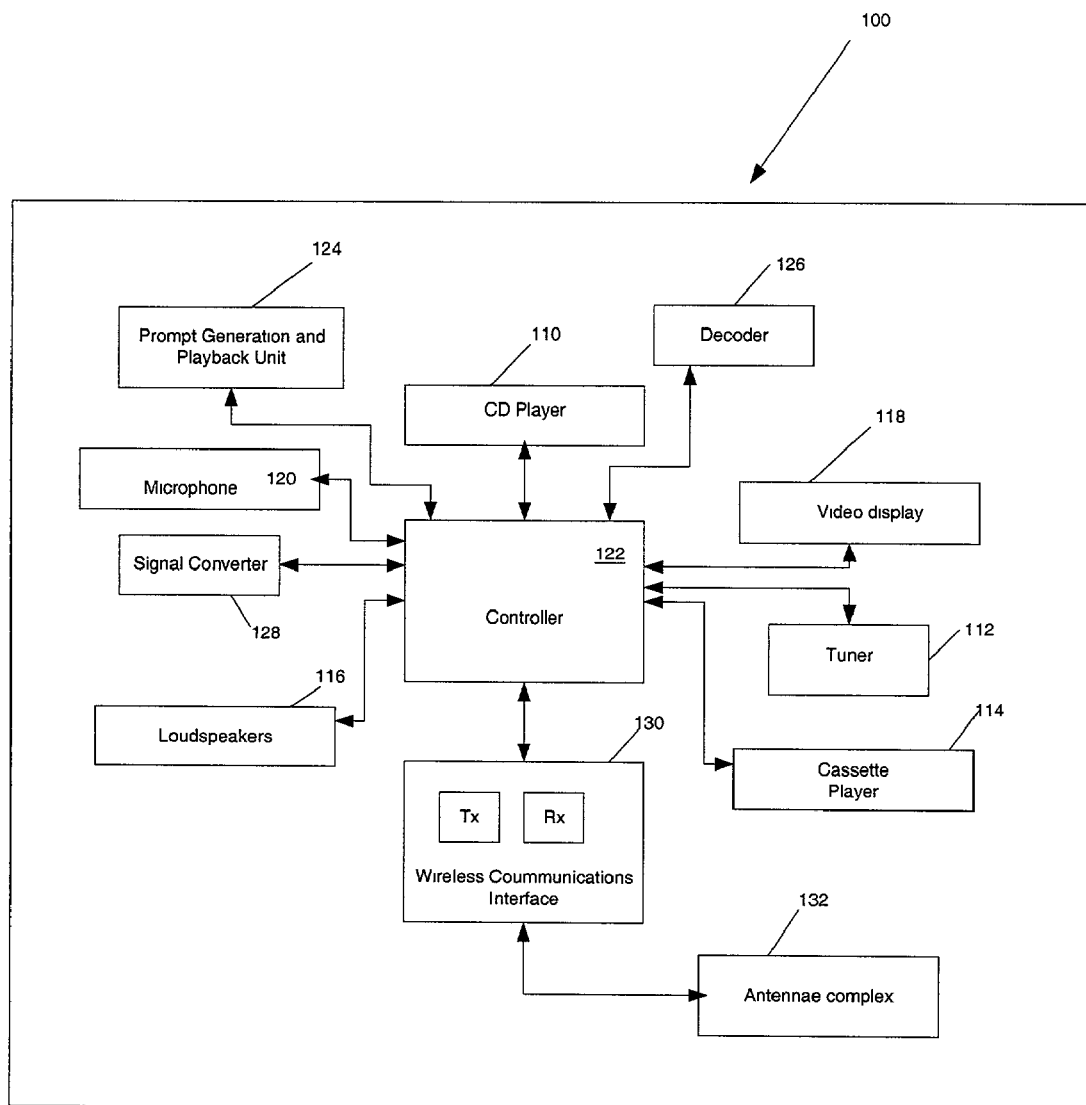 100
124
126
Prompt Generation and
Playback Unit
110
Decoder
CD Player
118
Microphone 120
Video display
122
Signal Converter
Controller
128
112
Tuner
116
130
114
Loudspeakers
Cassette
Player
Tx Rx
Wireless Coummunications
Interface
132
Antennae complex